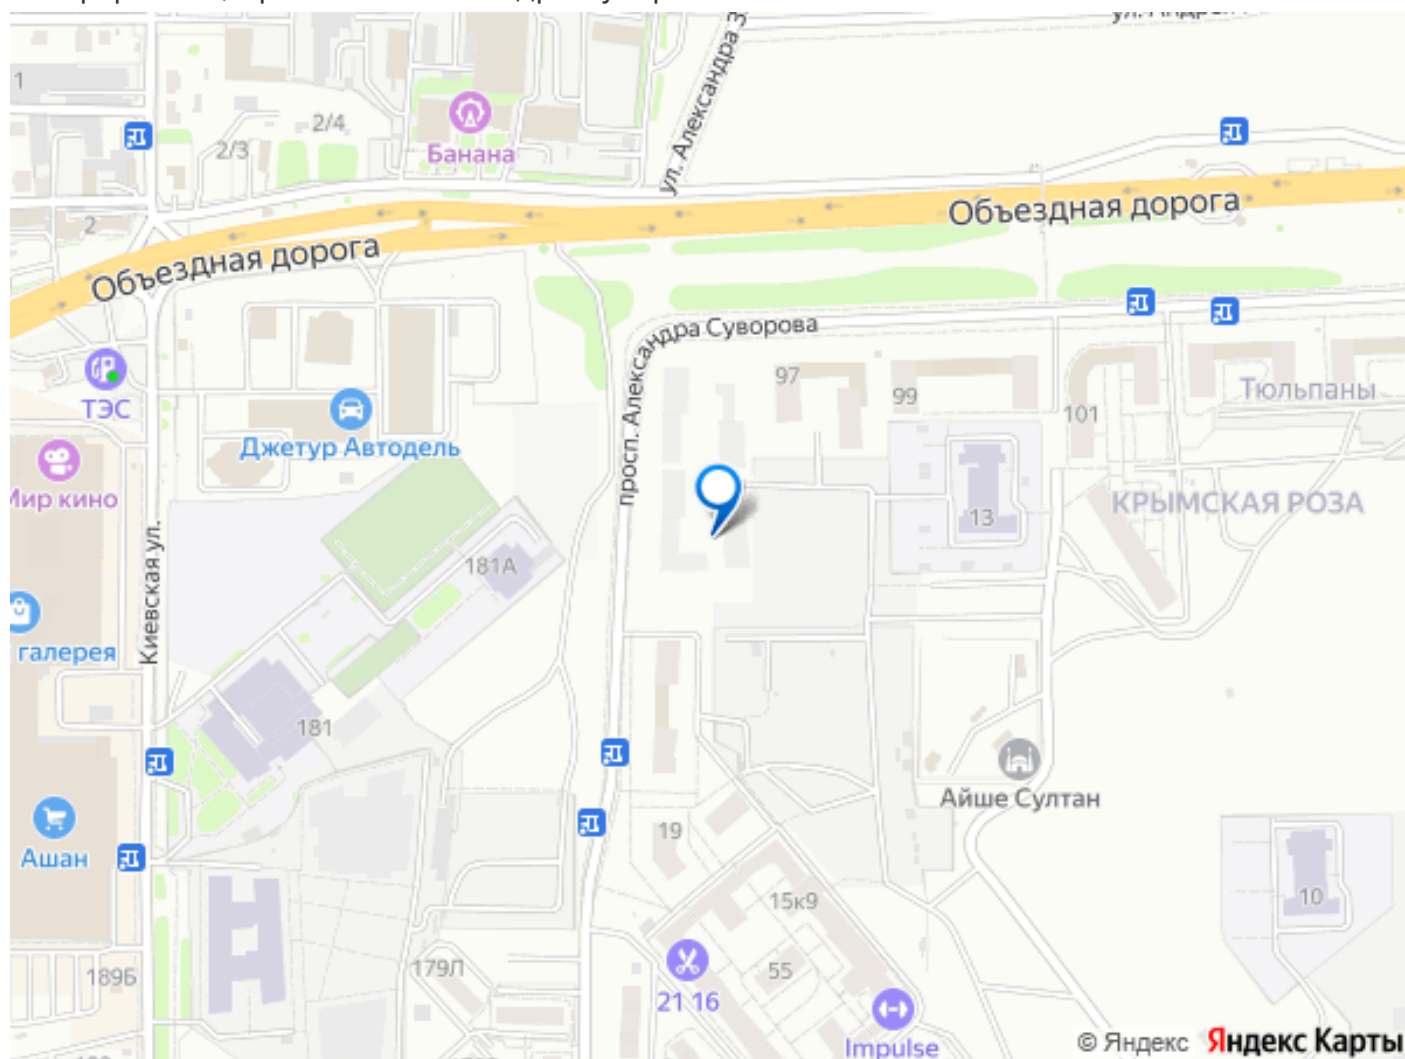 ул. Александра З
1
2/4
2/3
Банана
2
Объездная дорога
Объездная дорога
просп. Александра Суворова
97
99
101
Тюльпаны
ТЭС
Джетур Автодель
Мир кино
КРЫМСКАЯ РОЗА
13
Киевская ул.
181А
галерея
181
Айше Султан
19
Ашан
10
15к9
189Б
179Л
55
21 16
Impulse
© Яндекс Яндекс Карты